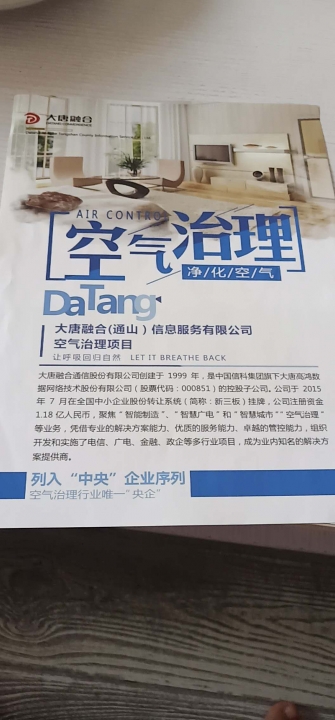 大唐融合
AIR CONTROL
空气治理
净/化/空/气
DaTang
大唐融合(通山)信息服务有限公司
空气治理项目
让呼吸回归自然 LET IT BREATHE BACK
大唐融合通信股份有限公司创建于 1999 年，是中国信科集团旗下大唐高鸿数
据网络技术股份有限公司（股票代码：000851）的控股子公司。公司于 2015
年 7 月在全国中小企业股份转让系统（简称：新三板）挂牌，公司注册资金
1.18 亿人民币，聚焦“智能制造”、“智慧广电”和“智慧城市”“空气治理”
等业务，凭借专业的解决方案能力、优质的服务能力、卓越的管控能力，组织
开发和实施了电信、广电、金融、政企等多行业项目，成为业内知名的解决方
案提供商。
列入“中央”企业序列
空气治理行业唯一“央企”